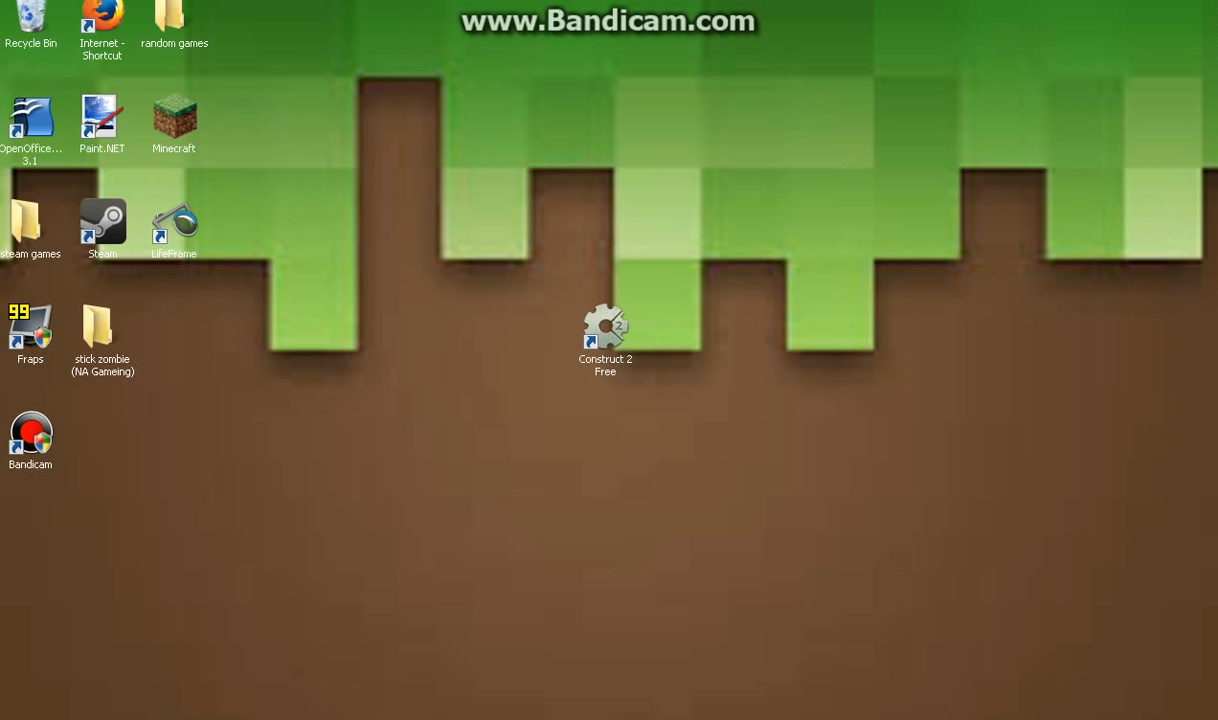 www.Bandicam.com
Recycle Bin
Internet -
Shortcut
random games
OpenOffice...
3.1
Paint.NET
Minecraft
steam games
Steam
LifeFrame
99
Fraps
stick zombie
(NA Gameing)
2
Construct 2
Free
Bandicam